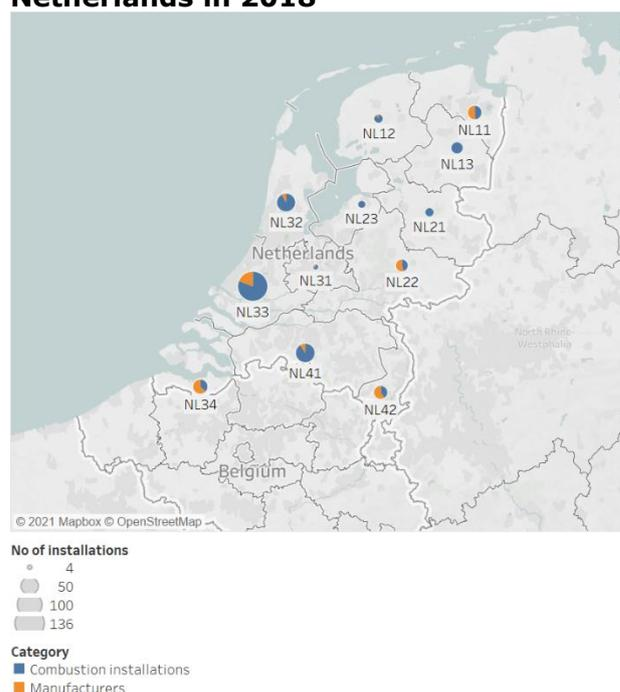 Netherlands in 2018
NL11
NL12
NL13
NL32
NL23
NL21
Netherlands
NL31
NL22
NL33
North Rhine-
Westphalia
NL41
NL34
NL42
Belgium
© 2021 Mapbox © OpenStreetMap
No of installations
4
50
100
136
Category
Combustion installations
Manufacturers